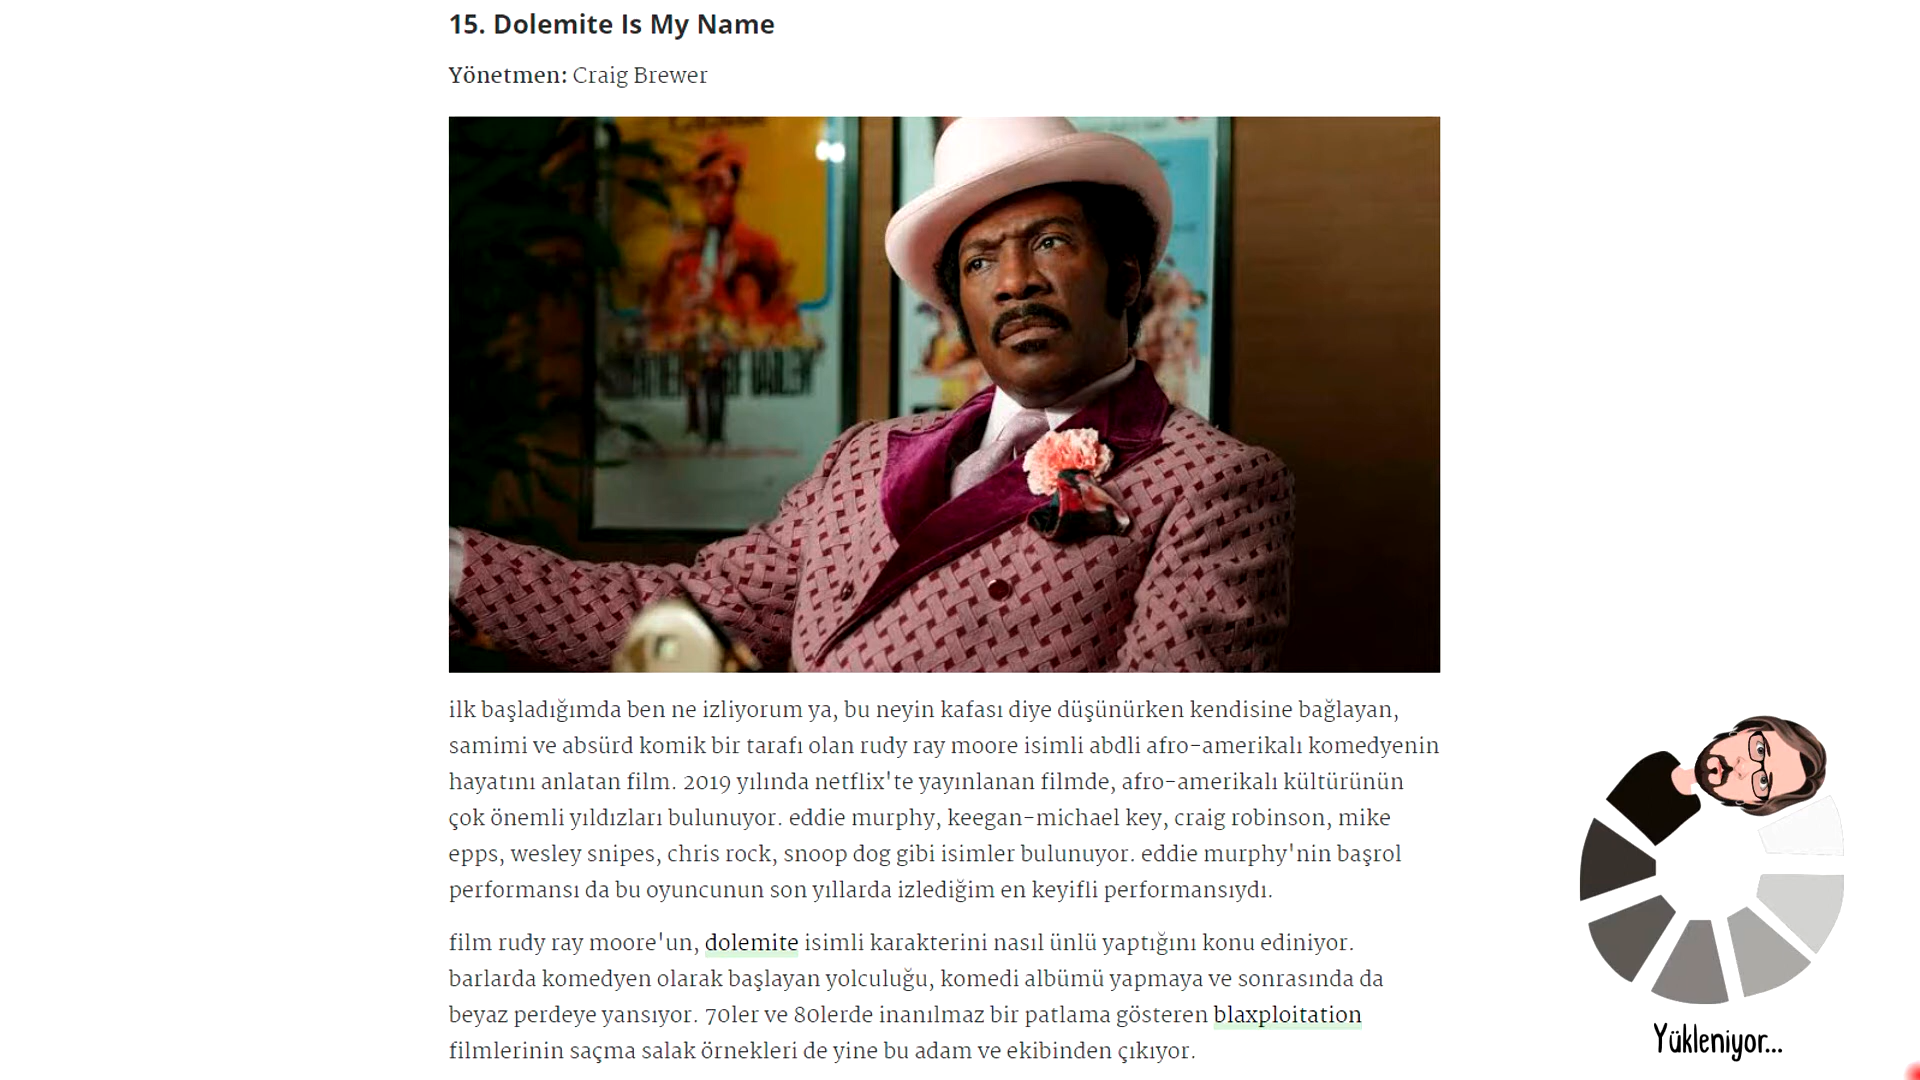 15. Dolemite Is My Name
Yönetmen: Craig Brewer
ilk başladığımda ben ne izliyorum ya, bu neyin kafası diye düşünürken kendisine bağlayan,
samimi ve absürd komik bir tarafı olan rudy ray moore isimli abdli afro-amerikalı komedyenin
hayatını anlatan film. 2019 yılında netflix'te yayınlanan filmde, afro-amerikalı kültürünün
çok önemli yıldızları bulunuyor. eddie murphy, keegan-michael key, craig robinson, mike
epps, wesley snipes, chris rock, snoop dog gibi isimler bulunuyor. eddie murphy'nin başrol
performansı da bu oyuncunun son yıllarda izlediğim en keyifli performansıydı.
film rudy ray moore'un, dolemite isimli karakterini nasıl ünlü yaptığını konu ediniyor.
barlarda komedyen olarak başlayan yolculuğu, komedi albümü yapmaya ve sonrasında da
beyaz perdeye yansıyor. 70ler ve 80lerde inanılmaz bir patlama gösteren blaxploitation
filmlerinin saçma salak örnekleri de yine bu adam ve ekibinden çıkıyor.
Yükleniyor...